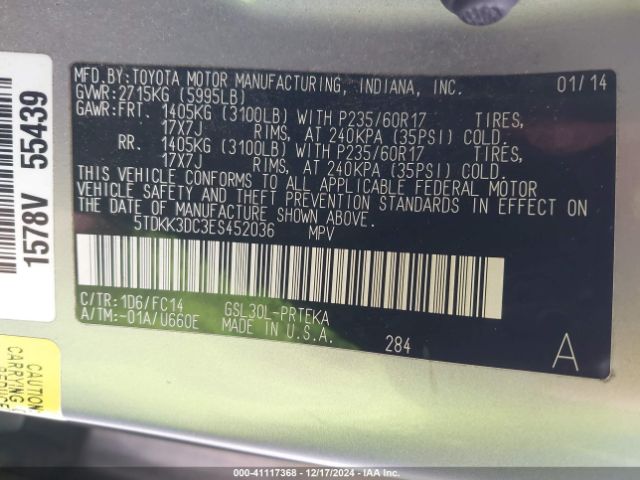 MFD.BY:TOYOTA MOTOR MANUFACTURING, INDIANA, INC. 01/14
GVWR:2715KG (5995LB)
GAWR:FRT. 1405KG (3100LB) WITH P235/60R17 TIRES,
17X7J RIMS, AT 240KPA (35PSI) COLD.
RR. 1405KG (3100LB) WITH P235/60R17 TIRES,
17X7J RIMS, AT 240KPA (35PSI) COLD.
THIS VEHICLE CONFORMS TO ALL APPLICABLE FEDERAL MOTOR
VEHICLE SAFETY AND THEFT PREVENTION STANDARDS IN EFFECT ON
THE DATE OF MANUFACTURE SHOWN ABOVE.
5TDKK3DC3ES452036 MPV
C/TR:1D6/FC14 GSL30L-PRTEKA
A/TM:-01A/U660E MADE IN U.S.A.
284 A
1578V 55439
CAUTION
CARRYING
REDUCE
000-41117368 - 12/17/2024 - IAA Inc.